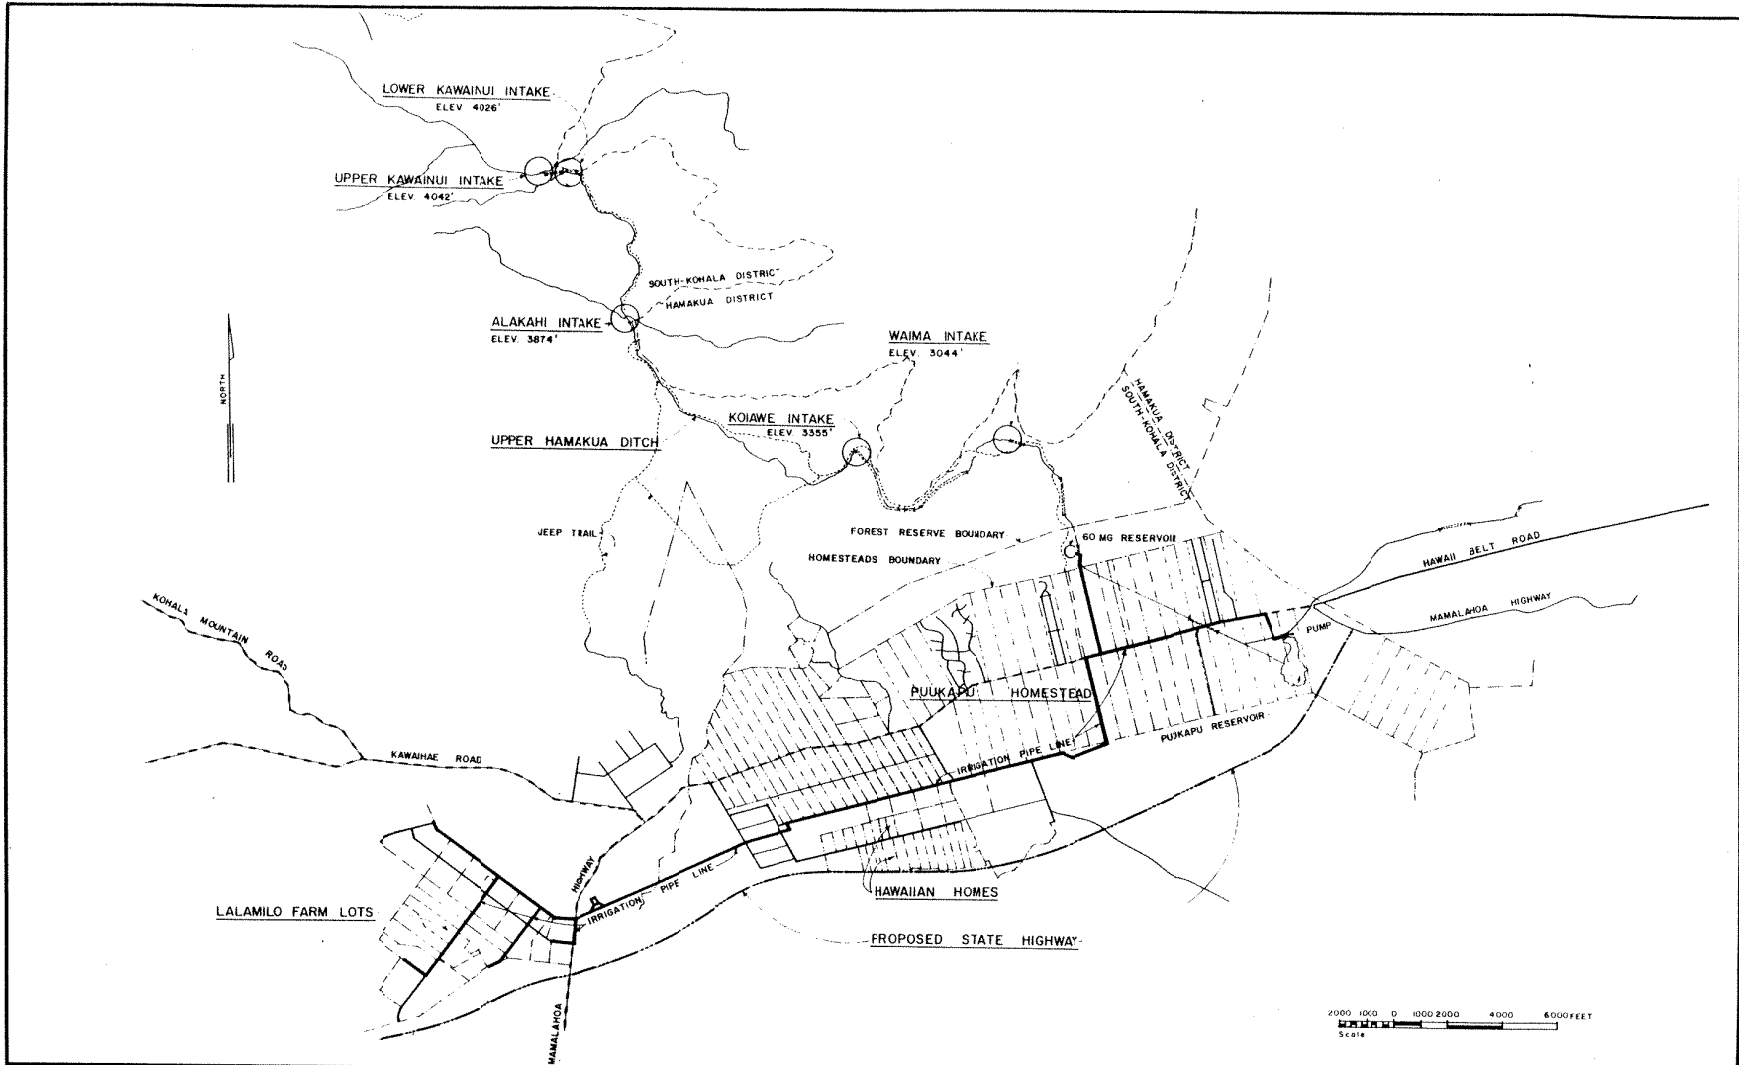 LOWER KAWAINUI INTAKE
ELEV 4026'
UPPER KAWAINUI INTAKE
ELEV. 4042'
SOUTH-KOHALA DISTRIC
HAMAKUA DISTRICT
ALAKAHI INTAKE
ELEV. 3874'
WAIMA INTAKE
ELEV. 3044'
NORTH
KOIAWE INTAKE
ELEV 3355'
UPPER HAMAKUA DITCH
HAMAKUA DISTRICT
SOUTH-KOHALA DISTRICT
JEEP TRAIL
FOREST RESERVE BOUNDARY
60 MG RESERVOIR
HOMESTEADS BOUNDARY
HAWAII BELT ROAD
MAMALAHOA HIGHWAY
KOHALA MOUNTAIN ROAD
PUMP
PUUKAPU HOMESTEAD
PUUKAPU RESERVOIR
KAWAIHAE ROAD
IRRIGATION PIPE LINE
HIGHWAY
IRRIGATION PIPE LINE
HAWAIIAN HOMES
LALAMILO FARM LOTS
PROPOSED STATE HIGHWAY
MAMALAHOA
2000 1000 0 1000 2000 4000 6000 FEET
Scale